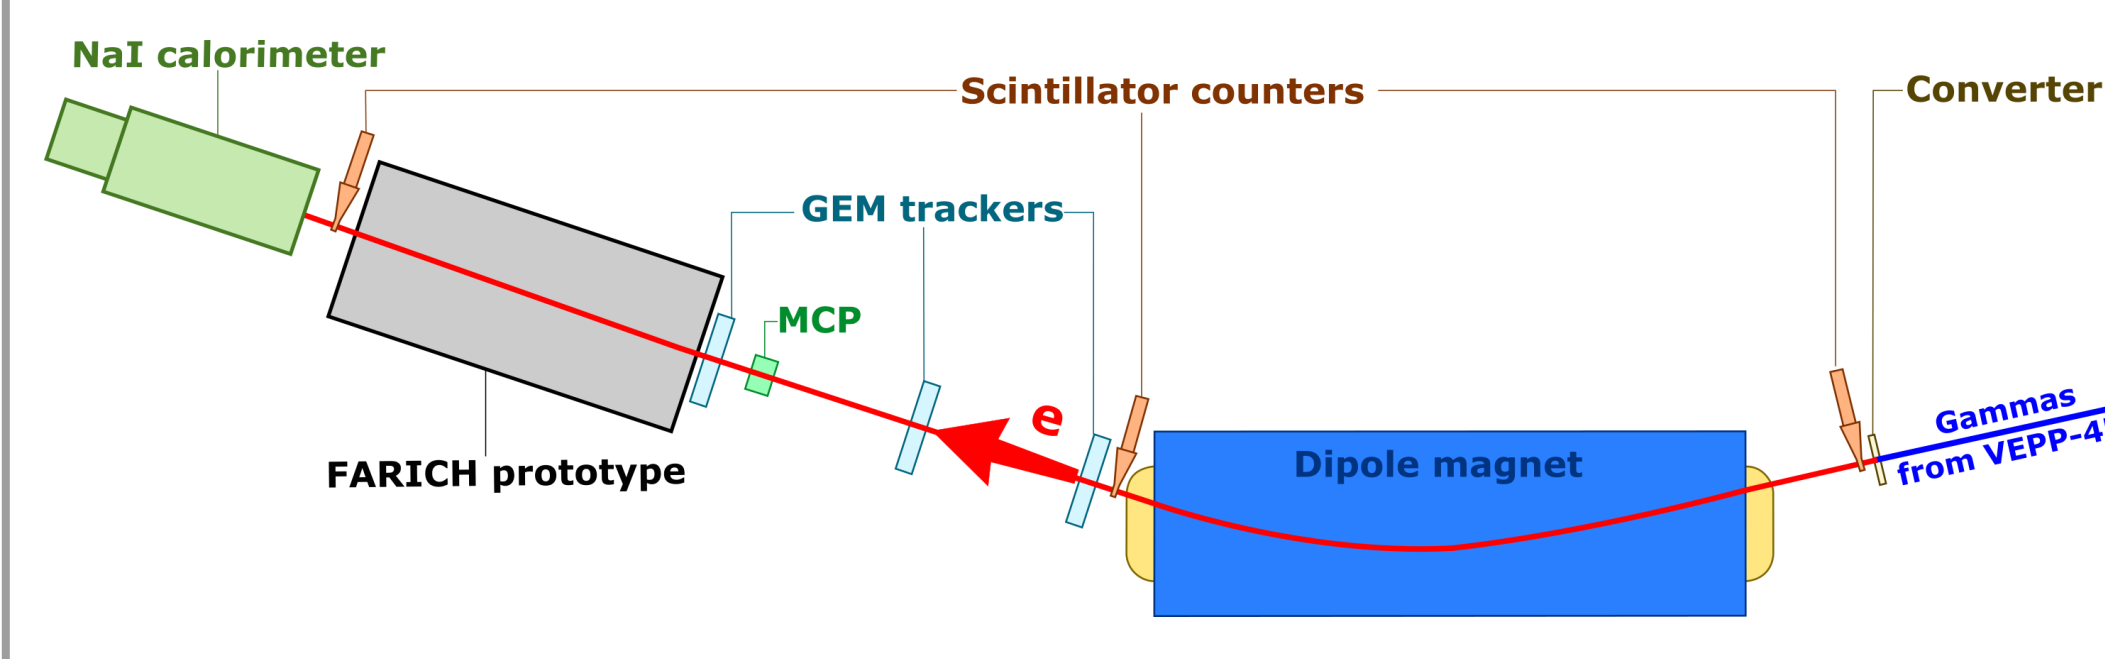 NaI calorimeter
Scintillator counters
Converter
GEM trackers
MCP
e
Gammas
from VEPP-4
Dipole magnet
FARICH prototype